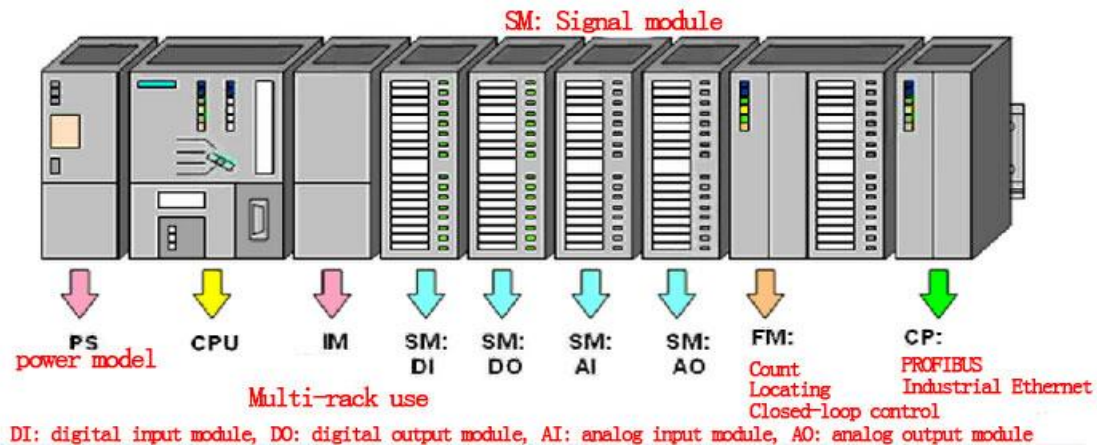 SM: Signal module
PS
CPU
IM
SM:
DI
SM:
DO
SM:
AI
SM:
AO
FM:
CP:
power model
Count
Locating
Closed-loop control
PROFIBUS
Industrial Ethernet
Multi-rack use
DI: digital input module, DO: digital output module, AI: analog input module, AO: analog output module